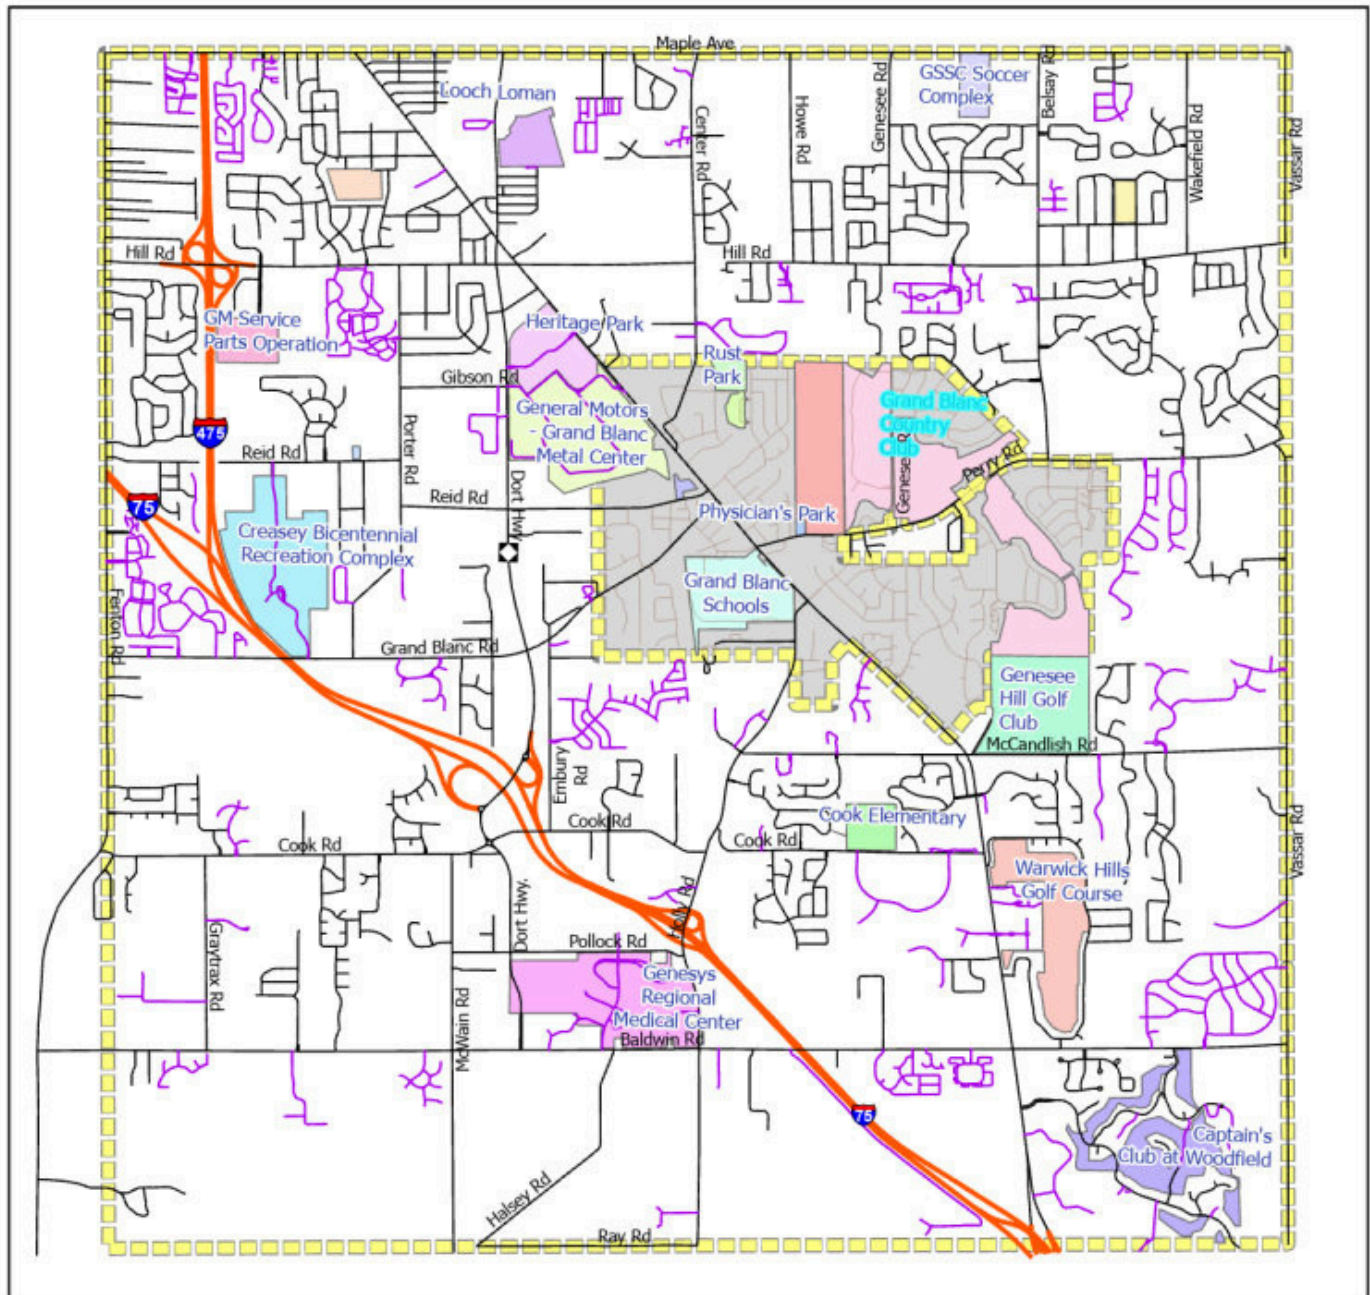 Maple Ave
Looch Loman
GSSC Soccer
Complex
Belsay Rd
Genesee Rd
Howe Rd
Center Rd
Wakefield Rd
Vassar Rd
Hill Rd
Hill Rd
GM Service
Parts Operation
Heritage Park
Rust
Park
Gibson Rd
General Motors
- Grand Blanc
Metal Center
Grand Blanc
Country
Club
475
Porter Rd
Reid Rd
Reid Rd
Dort Hwy
Genesee R
Perry Rd
75
Physician's Park
Creasey Bicentennial
Recreation Complex
Grand Blanc
Schools
Fenton Rd
Grand Blanc Rd
Genesee
Hill Golf
Club
McCandlish Rd
Embury
Rd
Cook Elementary
Cook Rd
Cook Rd
Cook Rd
Vassar Rd
Warwick Hills
Golf Course
Holly Rd
Dort Hwy.
Pollock Rd
Graytrax Rd
Genesys
Regional
Medical Center
McWain Rd
Baldwin Rd
75
Captain's
Club at Woodfield
Halsey Rd
Ray Rd